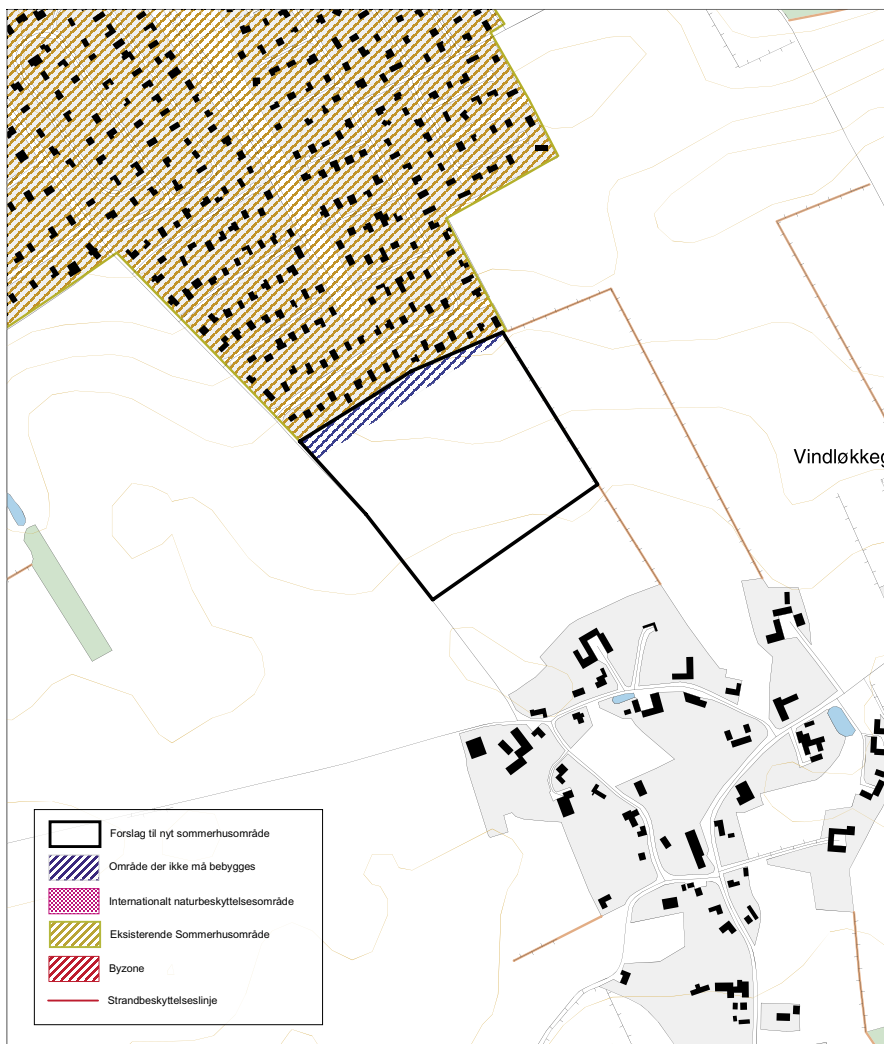 Vindløkkeg
Forslag til nyt sommerhusområde
Område der ikke må bebygges
Internationalt naturbeskyttelsesområde
Eksisterende Sommerhusområde
Byzone
Strandbeskyttelseslinje